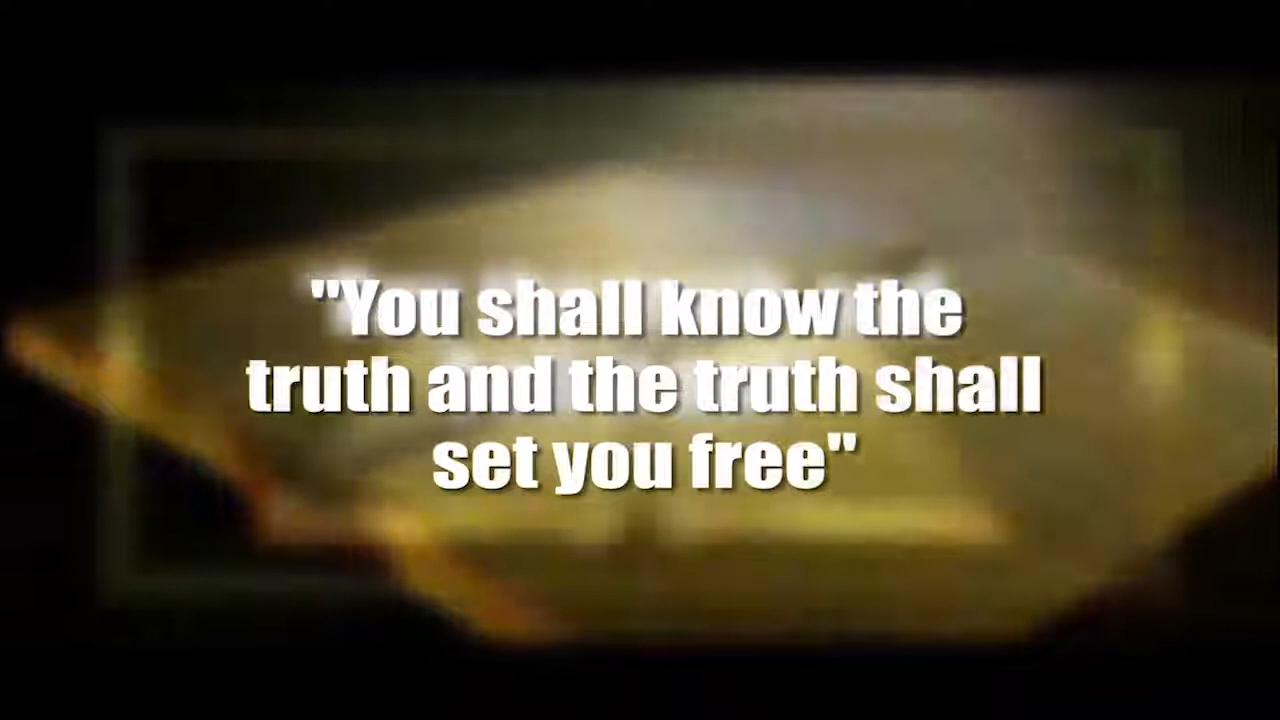 "You shall know the
truth and the truth shall
set you free"